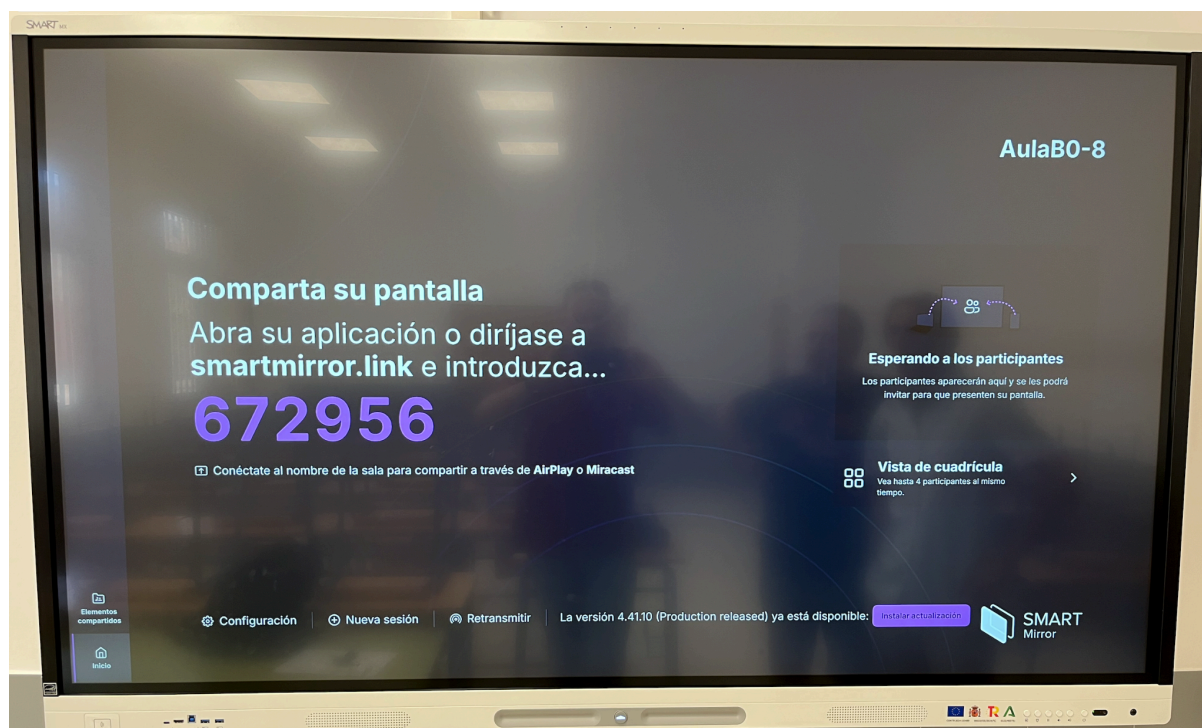 SMART
AulaB0-8
Comparta su pantalla
Abra su aplicación o diríjase a
smartmirror.link e introduzca...
672956
Conéctate al nombre de la sala para compartir a través de AirPlay o Miracast
Esperando a los participantes
Los participantes aparecerán aquí y se les podrá
invitar para que presenten su pantalla.
Vista de cuadrícula
Vea hasta 4 participantes al mismo
tiempo.
Elementos
compartidos
Inicio
Configuración
Nueva sesión
Retransmitir
La versión 4.41.10 (Production released) ya está disponible:
Instalar actualización
SMART
Mirror